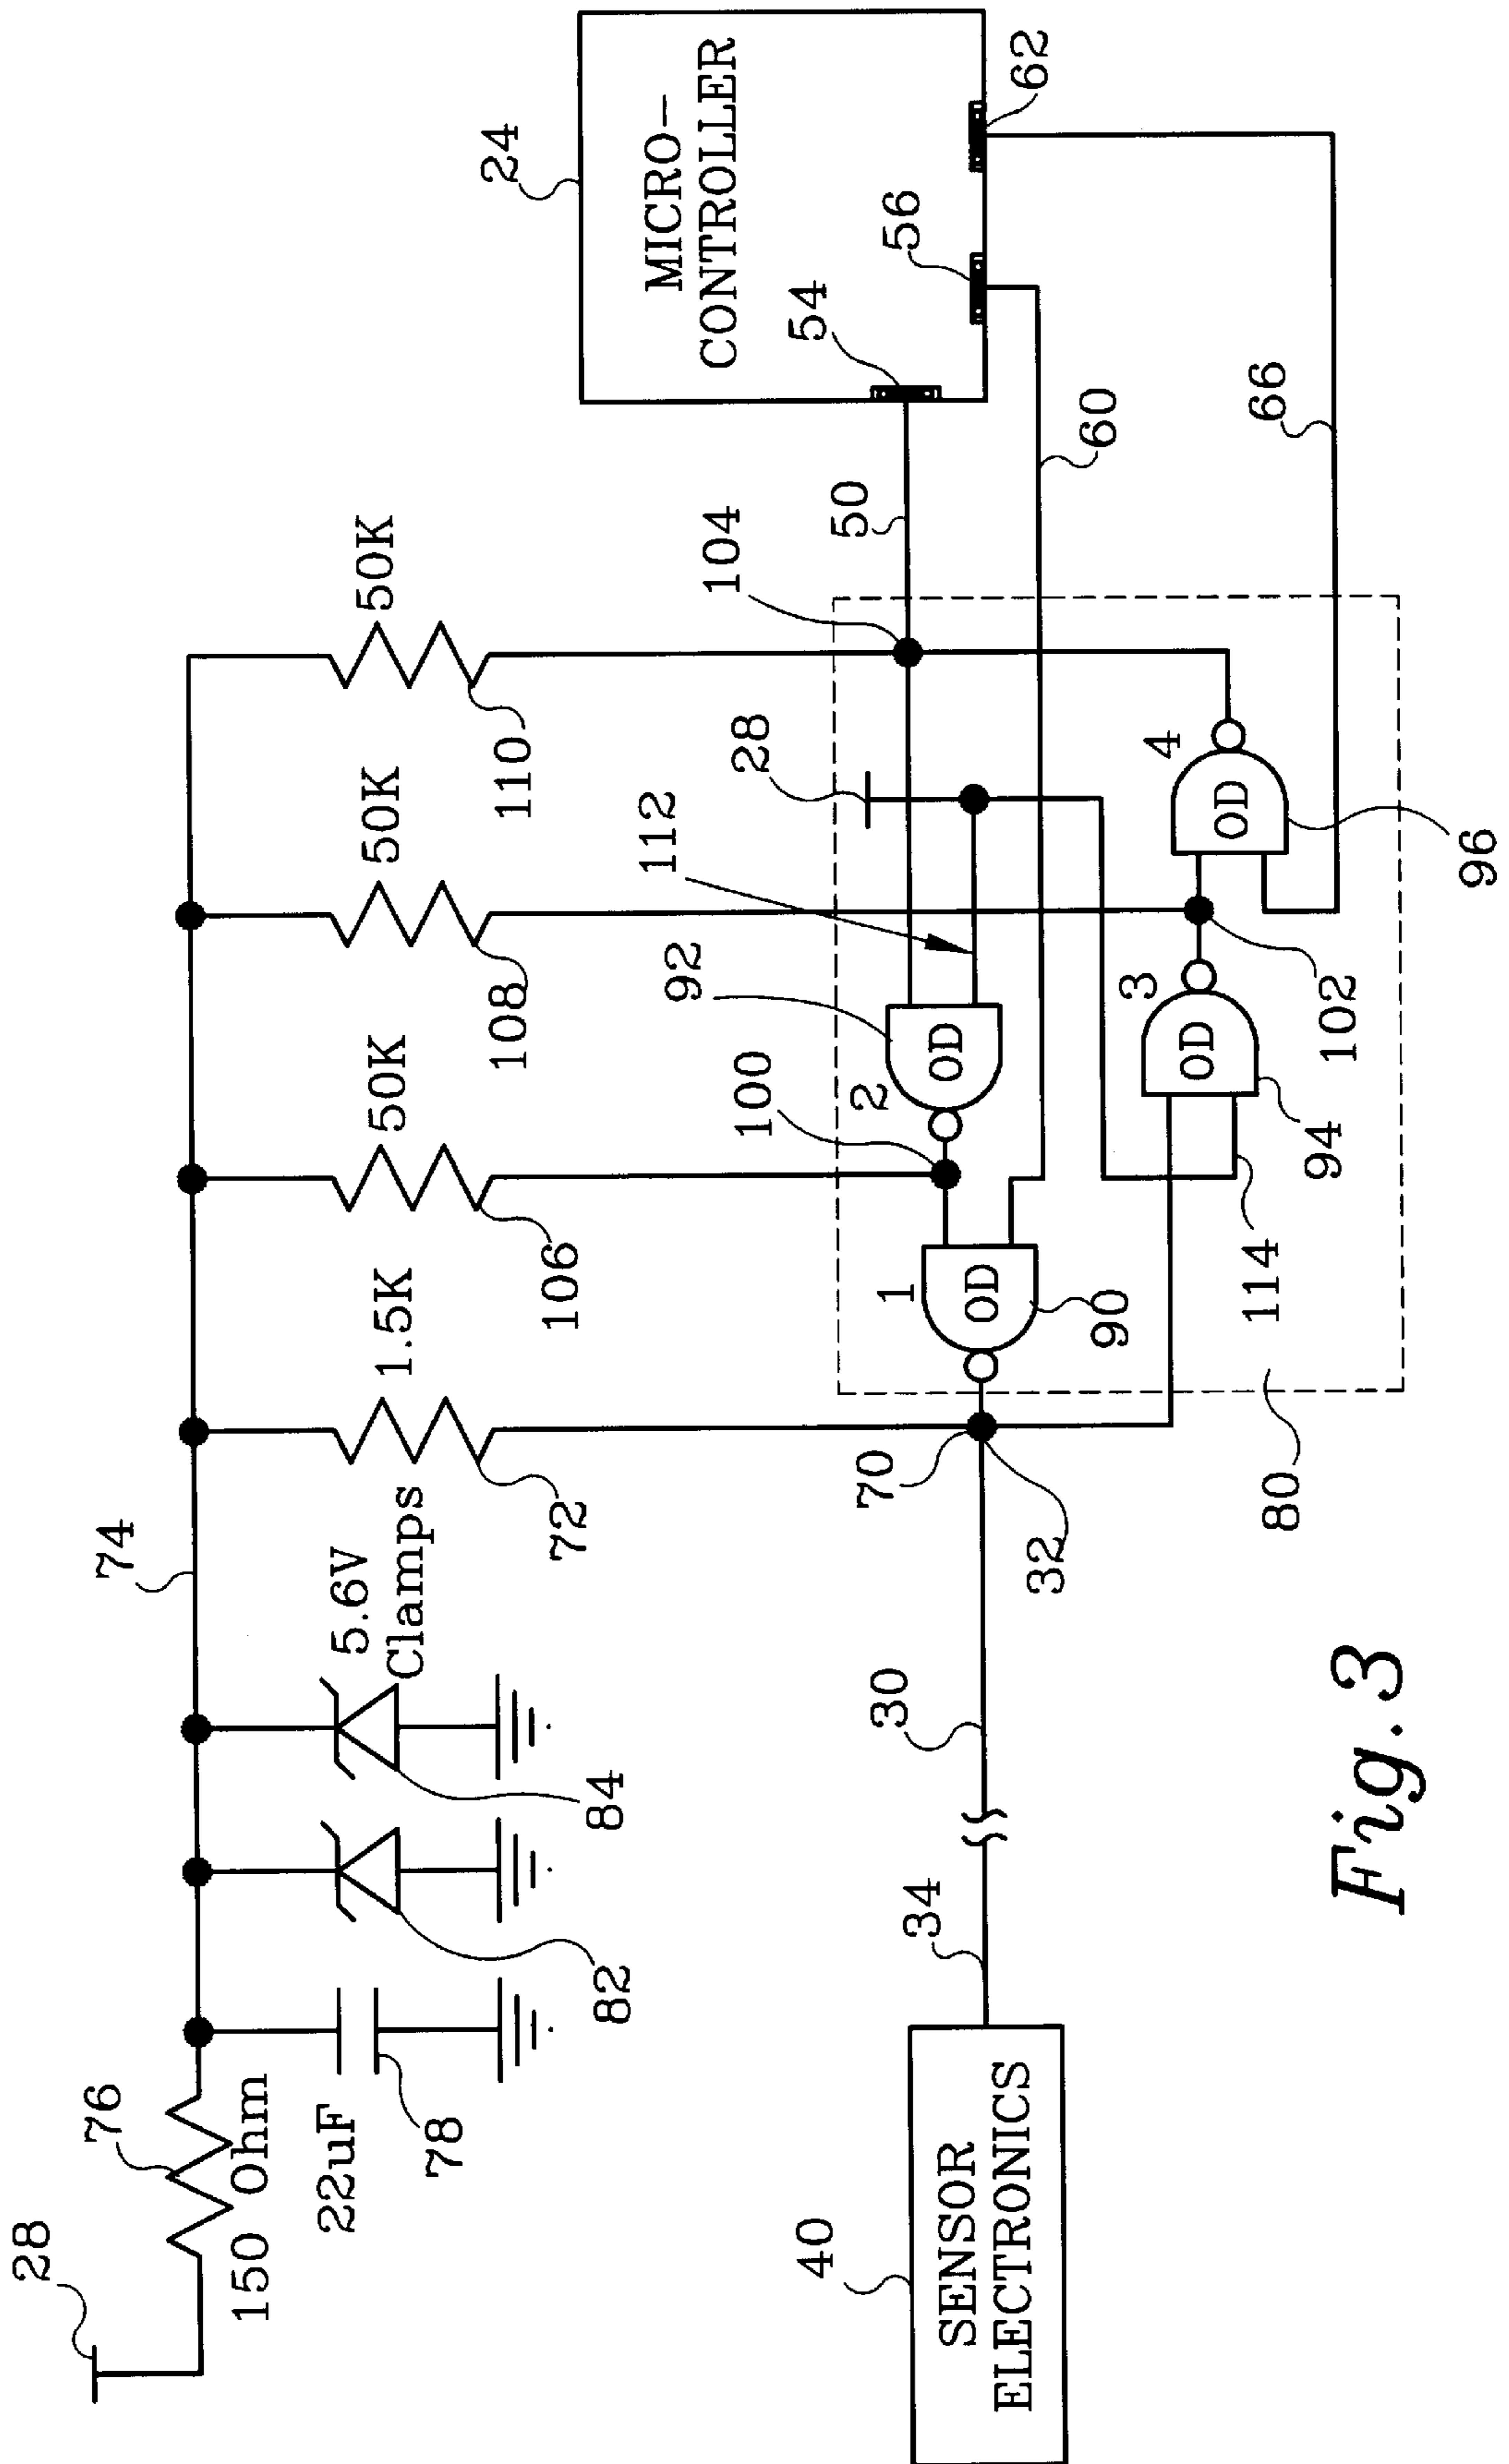 28
76
150 Ohm
22uF
78
82
84
5.6V
Clamps
74
72
1.5K
106
50K
108
50K
110
50K
24
MICRO-
CONTROLLER
54
56
62
50
60
66
104
28
112
92
100
2
OD
1
OD
90
3
OD
94
4
OD
96
102
114
80
70
32
30
34
40
SENSOR
ELECTRONICS
Fig. 3